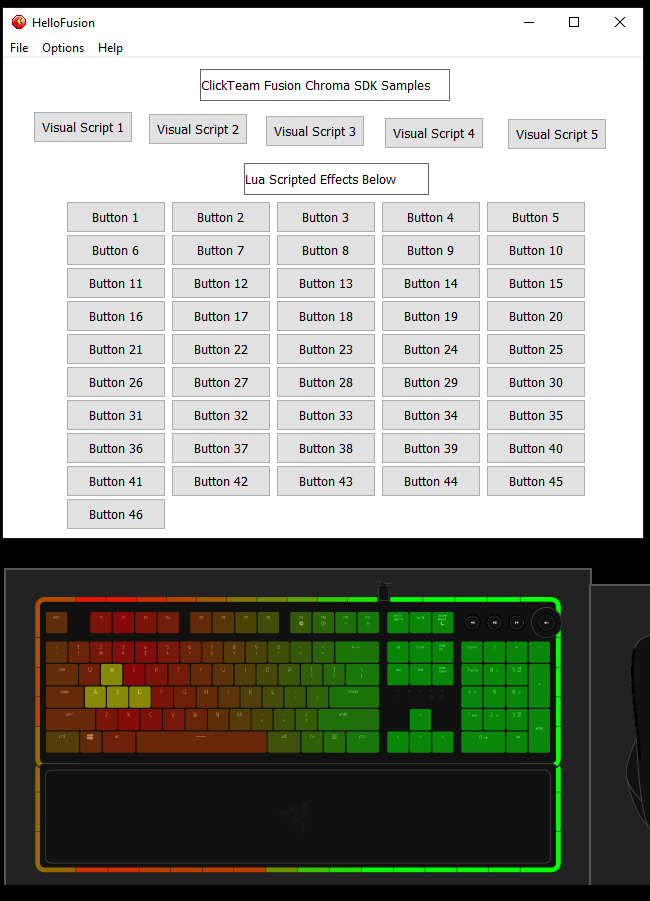 HelloFusion
File Options Help
ClickTeam Fusion Chroma SDK Samples
Visual Script 1 Visual Script 2 Visual Script 3 Visual Script 4 Visual Script 5
Lua Scripted Effects Below
Button 1 Button 2 Button 3 Button 4 Button 5
Button 6 Button 7 Button 8 Button 9 Button 10
Button 11 Button 12 Button 13 Button 14 Button 15
Button 16 Button 17 Button 18 Button 19 Button 20
Button 21 Button 22 Button 23 Button 24 Button 25
Button 26 Button 27 Button 28 Button 29 Button 30
Button 31 Button 32 Button 33 Button 34 Button 35
Button 36 Button 37 Button 38 Button 39 Button 40
Button 41 Button 42 Button 43 Button 44 Button 45
Button 46
Q W E R T Y U I O P
A S D F G H J K L
Z X C V B N M